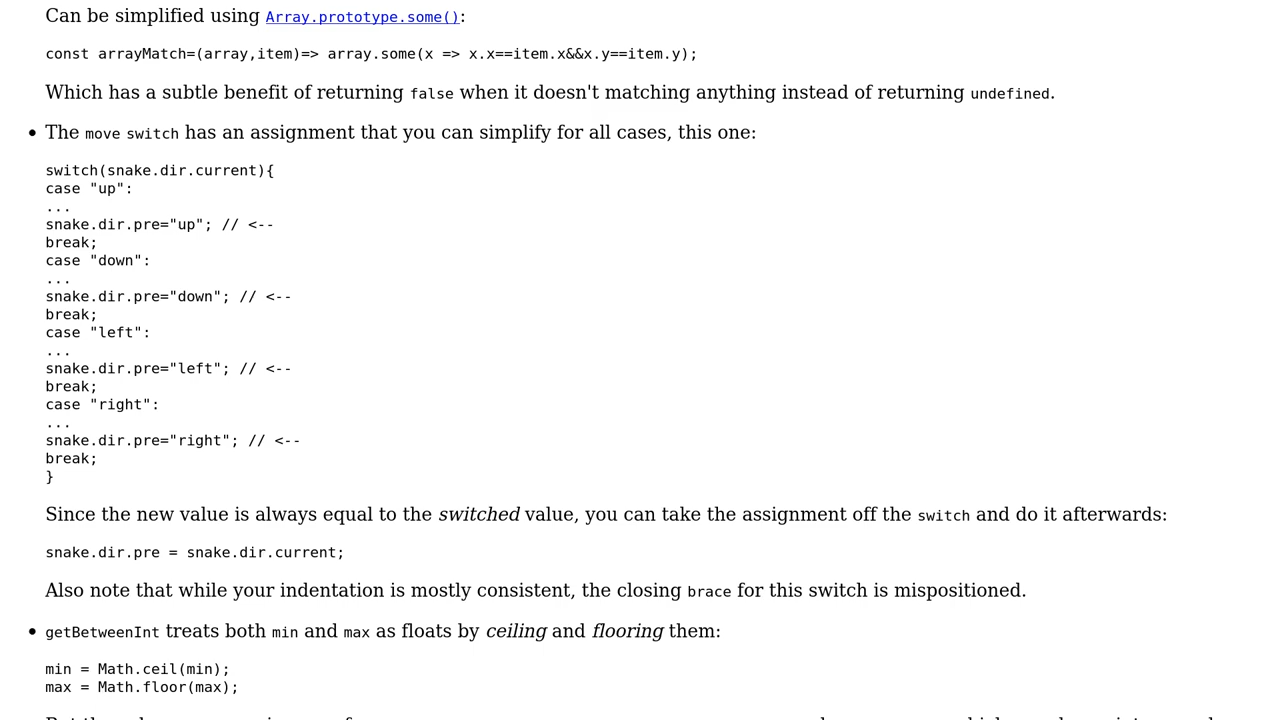 Can be simplified using Array.prototype.some():
const arrayMatch=(array,item)=> array.some(x => x.x==item.x&&x.y==item.y);
Which has a subtle benefit of returning false when it doesn't matching anything instead of returning undefined.
• The move switch has an assignment that you can simplify for all cases, this one:
switch(snake.dir.current){
case "up":
...
snake.dir.pre="up"; // <--
break;
case "down":
...
snake.dir.pre="down"; // <--
break;
case "left":
...
snake.dir.pre="left"; // <--
break;
case "right":
...
snake.dir.pre="right"; // <--
break;
}
Since the new value is always equal to the switched value, you can take the assignment off the switch and do it afterwards:
snake.dir.pre = snake.dir.current;
Also note that while your indentation is mostly consistent, the closing brace for this switch is mispositioned.
• getBetweenInt treats both min and max as floats by ceiling and flooring them:
min = Math.ceil(min);
max = Math.floor(max);